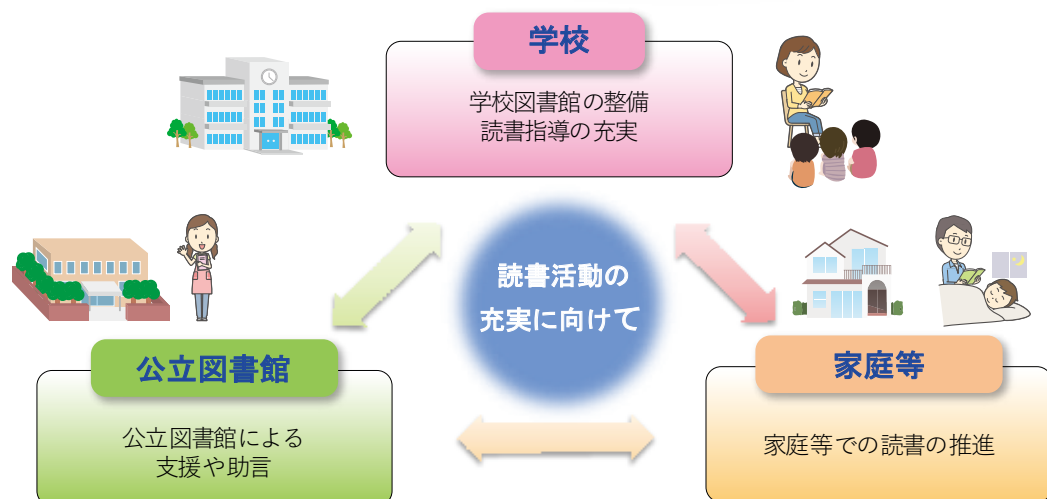 学校
学校図書館の整備
読書指導の充実
読書活動の
充実に向けて
公立図書館
公立図書館による
支援や助言
家庭等
家庭等での読書の推進